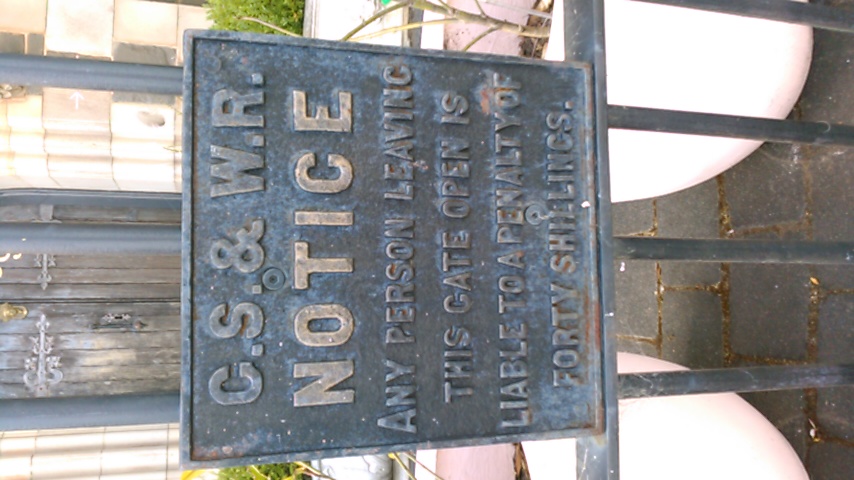 C.S. & W.R.
NOTICE
ANY PERSON LEAVING
THIS GATE OPEN IS
LIABLE TO A PENALTY OF
FORTY SHILLINGS.